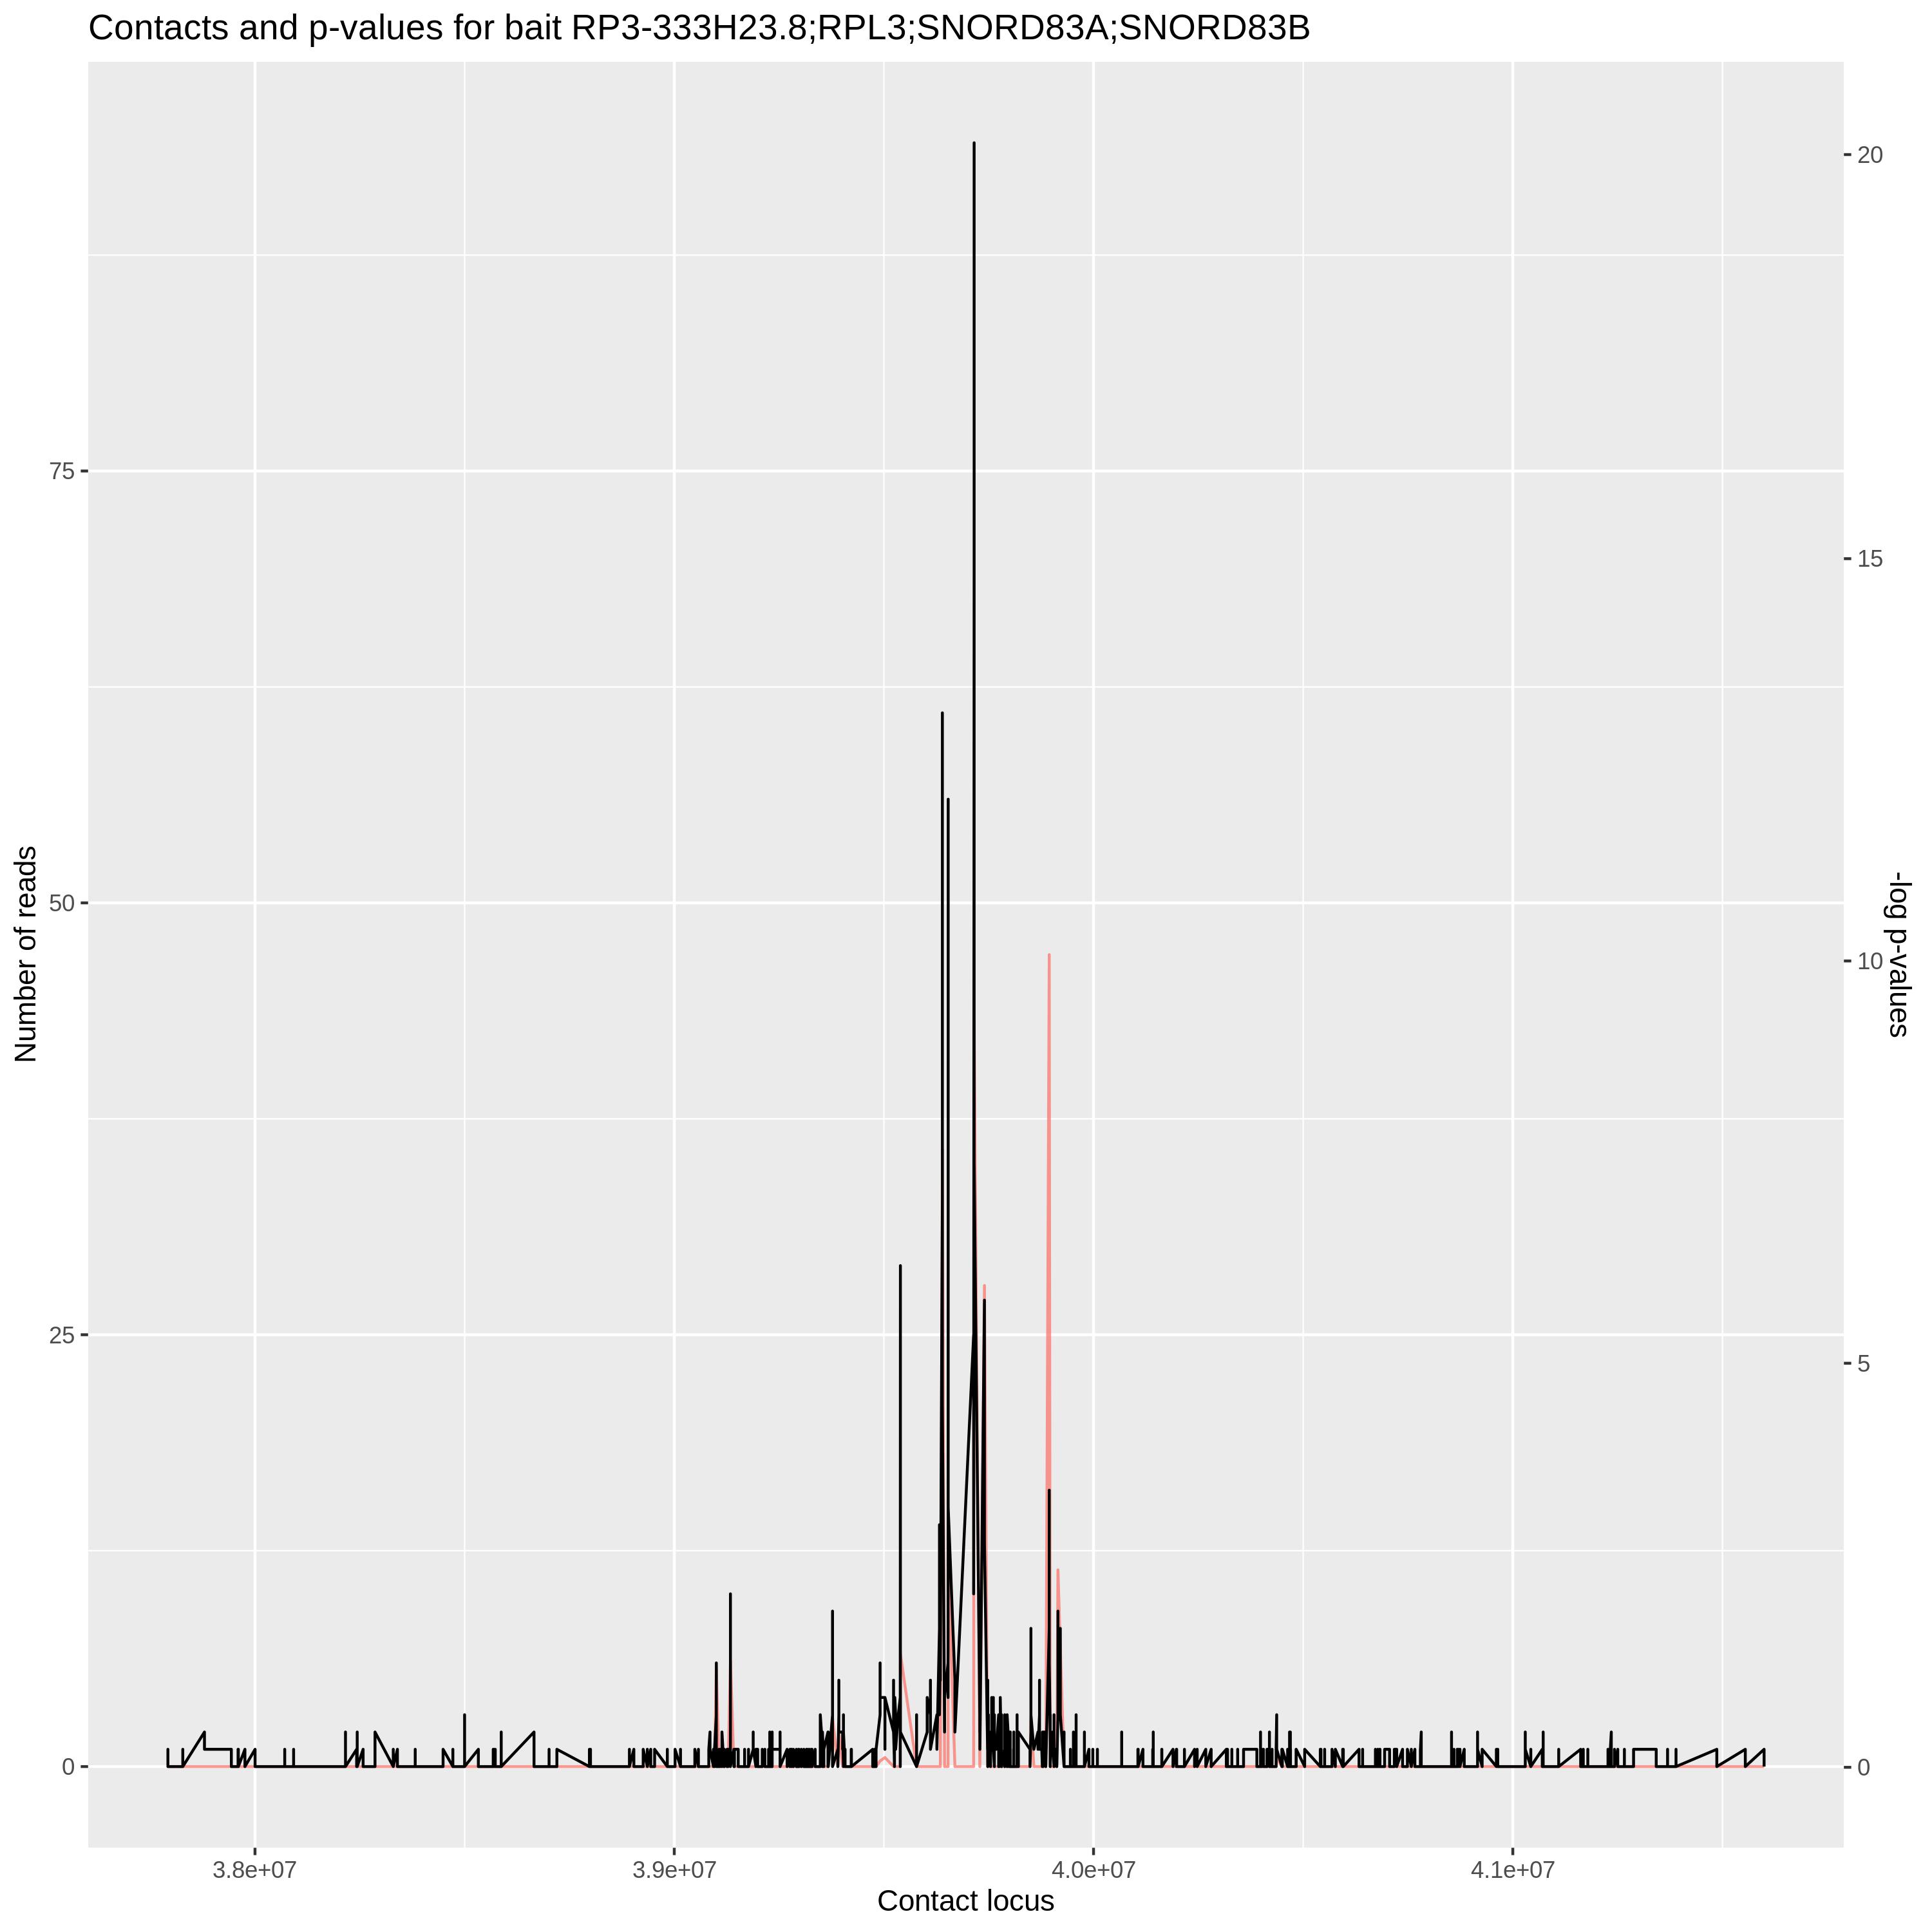 Contacts and p-values for bait RP3-333H23.8;RPL3;SNORD83A;SNORD83B
20
75
15
Number of reads
50
10
-log p-values
25
5
0
0
3.8e+07
3.9e+07
4.0e+07
4.1e+07
Contact locus